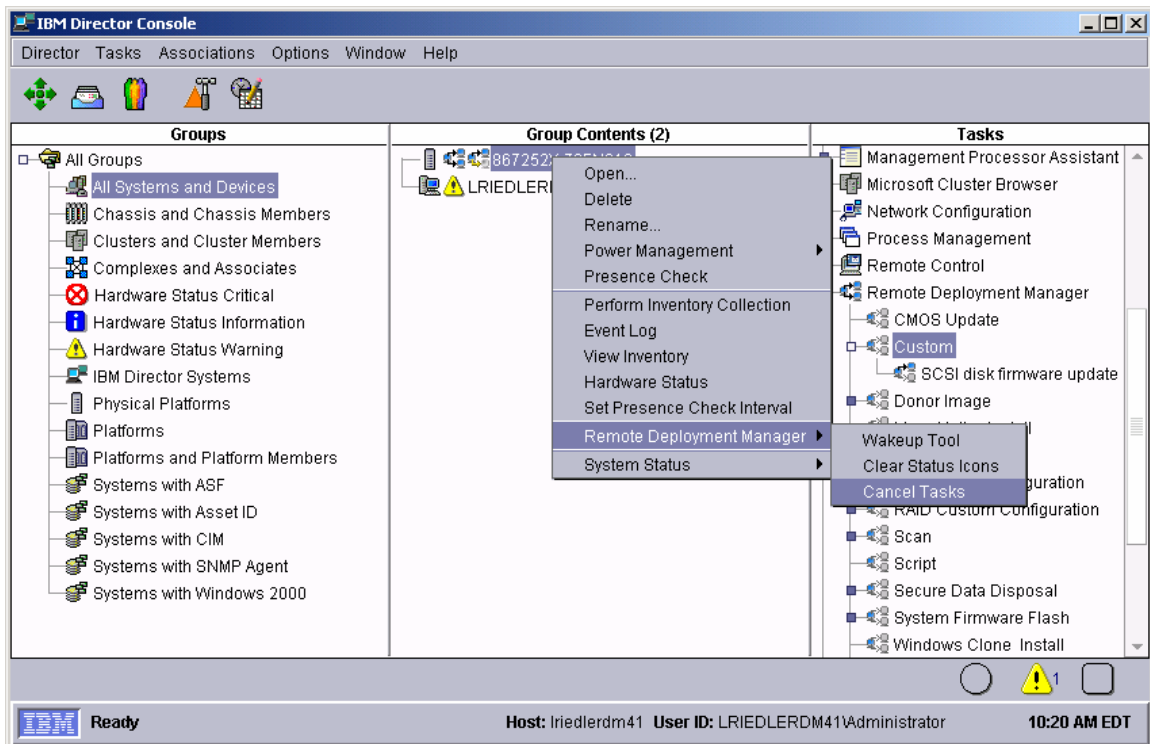 IBM Director Console
Director Tasks Associations Options Window Help
Groups
All Groups
All Systems and Devices
Chassis and Chassis Members
Clusters and Cluster Members
Complexes and Associates
Hardware Status Critical
Hardware Status Information
Hardware Status Warning
IBM Director Systems
Physical Platforms
Platforms
Platforms and Platform Members
Systems with ASF
Systems with Asset ID
Systems with CIM
Systems with SNMP Agent
Systems with Windows 2000
Group Contents (2)
867252X
LRIEDLER
Open...
Delete
Rename...
Power Management
Presence Check
Perform Inventory Collection
Event Log
View Inventory
Hardware Status
Set Presence Check Interval
Remote Deployment Manager
System Status
Wakeup Tool
Clear Status Icons
Cancel Tasks
Tasks
Management Processor Assistant
Microsoft Cluster Browser
Network Configuration
Process Management
Remote Control
Remote Deployment Manager
CMOS Update
Custom
SCSI disk firmware update
Donor Image
guration
RAID Custom Configuration
Scan
Script
Secure Data Disposal
System Firmware Flash
Windows Clone Install
1
IBM Ready Host: lriedlerdm41 User ID: LRIEDLERDM41\Administrator 10:20 AM EDT